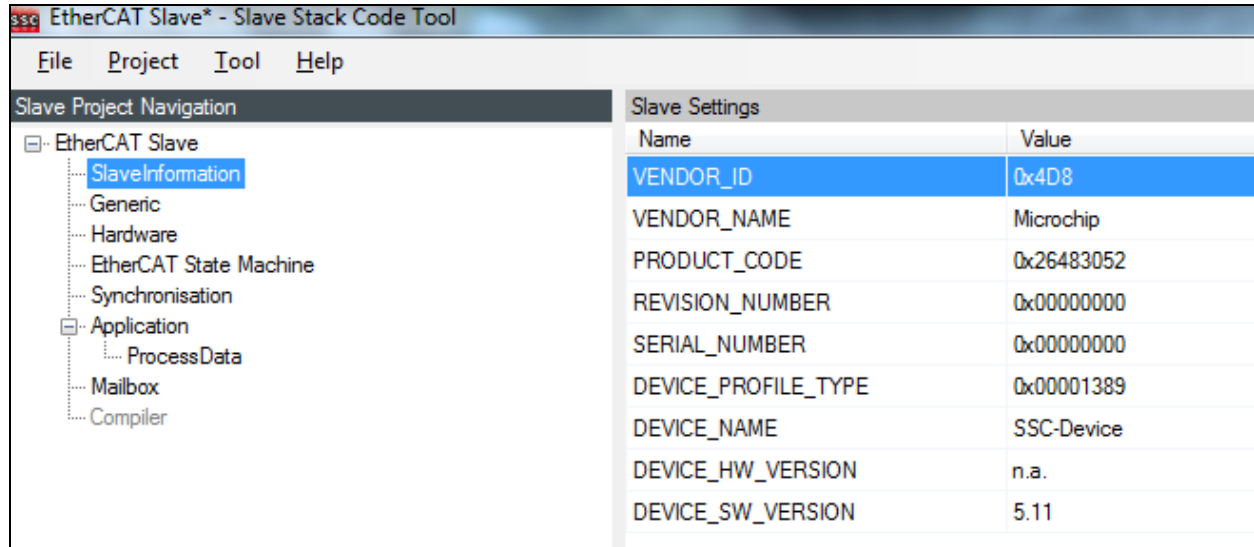 ssc EtherCAT Slave* - Slave Stack Code Tool
File Project Tool Help
Slave Project Navigation
EtherCAT Slave
SlaveInformation
Generic
Hardware
EtherCAT State Machine
Synchronisation
Application
ProcessData
Mailbox
Compiler
Slave Settings
Name Value
VENDOR_ID 0x4D8
VENDOR_NAME Microchip
PRODUCT_CODE 0x26483052
REVISION_NUMBER 0x00000000
SERIAL_NUMBER 0x00000000
DEVICE_PROFILE_TYPE 0x00001389
DEVICE_NAME SSC-Device
DEVICE_HW_VERSION n.a.
DEVICE_SW_VERSION 5.11